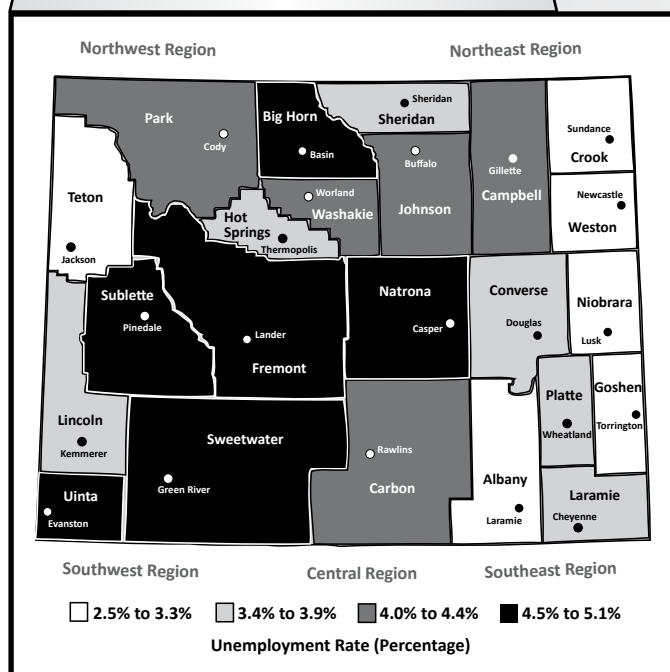 Northwest Region
Northeast Region
Park
Cody
Big Horn
Basin
Sheridan
Sheridan
Sundance
Crook
Buffalo
Gillette
Campbell
Newcastle
Weston
Teton
Jackson
Worland
Washakie
Johnson
Hot
Springs
Thermopolis
Sublette
Pinedale
Lander
Fremont
Natrona
Casper
Converse
Douglas
Niobrara
Lusk
Platte
Wheatland
Goshen
Torrington
Lincoln
Kemmerer
Sweetwater
Green River
Rawlins
Carbon
Albany
Laramie
Laramie
Cheyenne
Uinta
Evanston
Southwest Region
Central Region
Southeast Region
2.5% to 3.3%
3.4% to 3.9%
4.0% to 4.4%
4.5% to 5.1%
Unemployment Rate (Percentage)